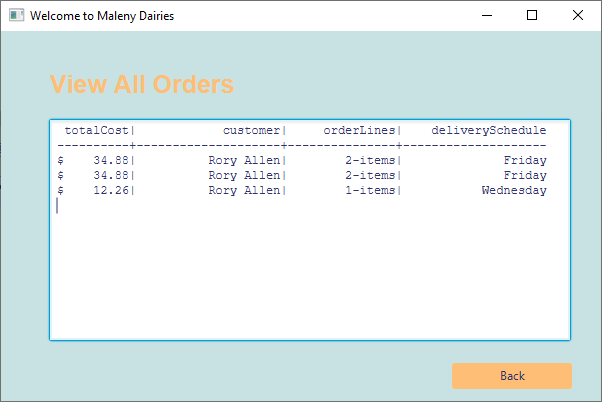 Welcome to Maleny Dairies
View All Orders
totalCost| customer| orderLines| deliverySchedule
----------+--------------------+---------------+--------------------
$ 34.88| Rory Allen| 2-items| Friday
$ 34.88| Rory Allen| 2-items| Friday
$ 12.26| Rory Allen| 1-items| Wednesday
Back